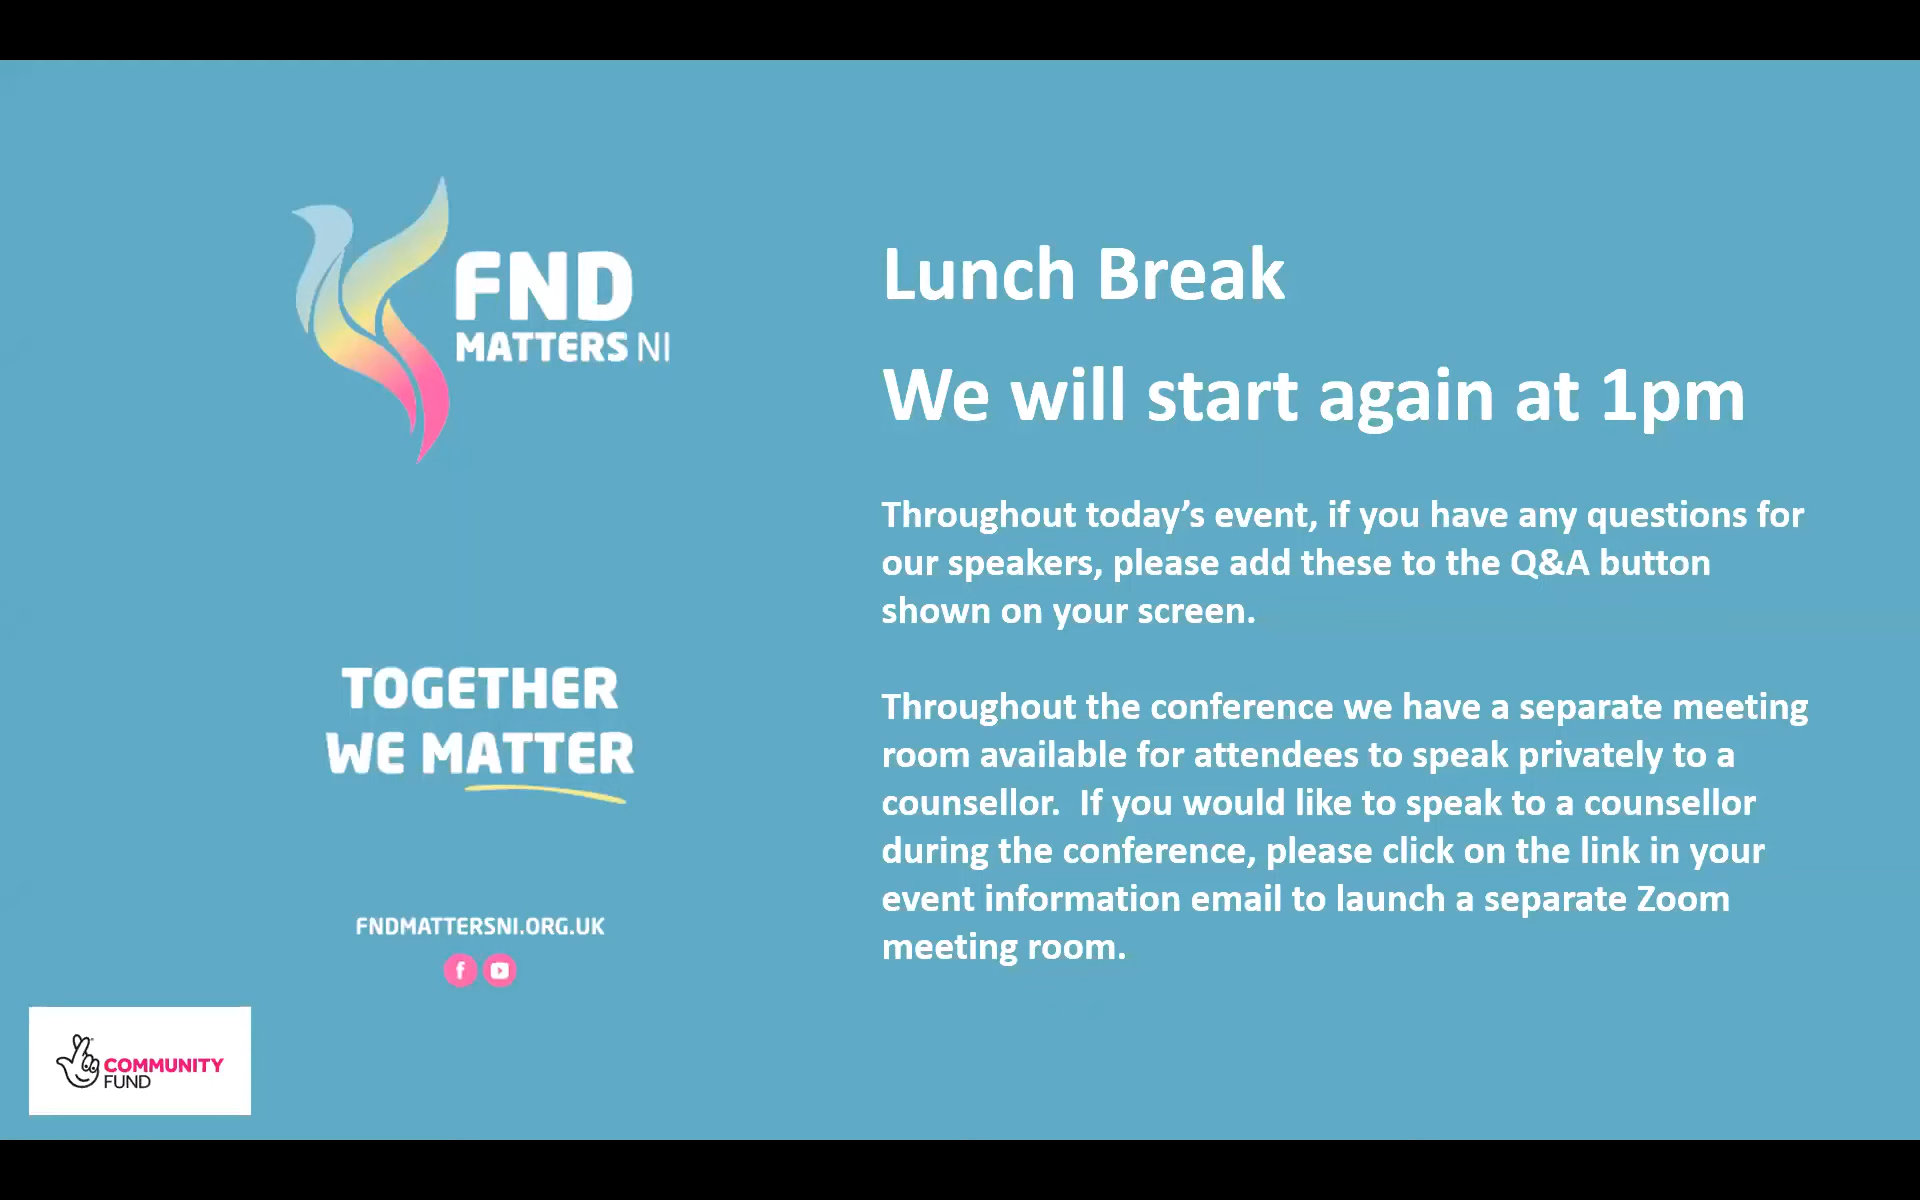 FND
MATTERS NI
Lunch Break
We will start again at 1pm
Throughout today’s event, if you have any questions for
our speakers, please add these to the Q&A button
shown on your screen.
Throughout the conference we have a separate meeting
room available for attendees to speak privately to a
counsellor.  If you would like to speak to a counsellor
during the conference, please click on the link in your
event information email to launch a separate Zoom
meeting room.
TOGETHER
WE MATTER
FNDMATTERSNI.ORG.UK
COMMUNITY
FUND